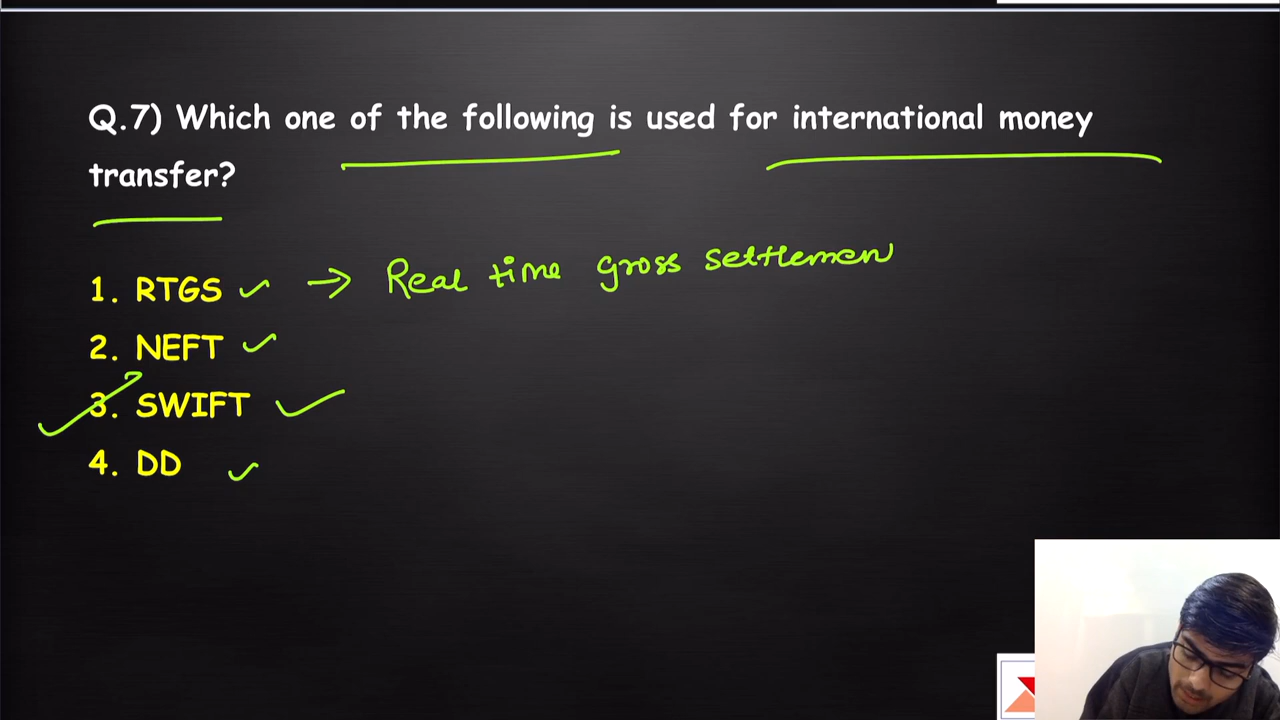 Q.7) Which one of the following is used for international money
transfer?
1. RTGS → Real time gross settlemen
2. NEFT
3. SWIFT
4. DD